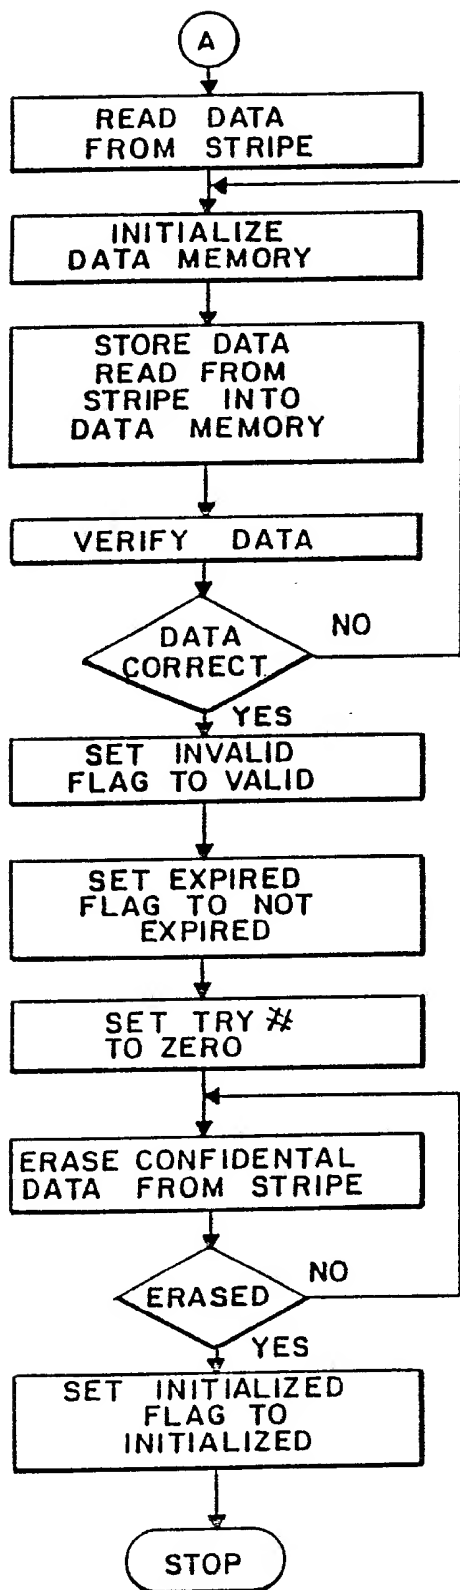 A
READ DATA
FROM STRIPE
INITIALIZE
DATA MEMORY
STORE DATA
READ FROM
STRIPE INTO
DATA MEMORY
VERIFY DATA
DATA
CORRECT
NO
YES
SET INVALID
FLAG TO VALID
SET EXPIRED
FLAG TO NOT
EXPIRED
SET TRY #
TO ZERO
ERASE CONFIDENTAL
DATA FROM STRIPE
ERASED
NO
YES
SET INITIALIZED
FLAG TO
INITIALIZED
STOP